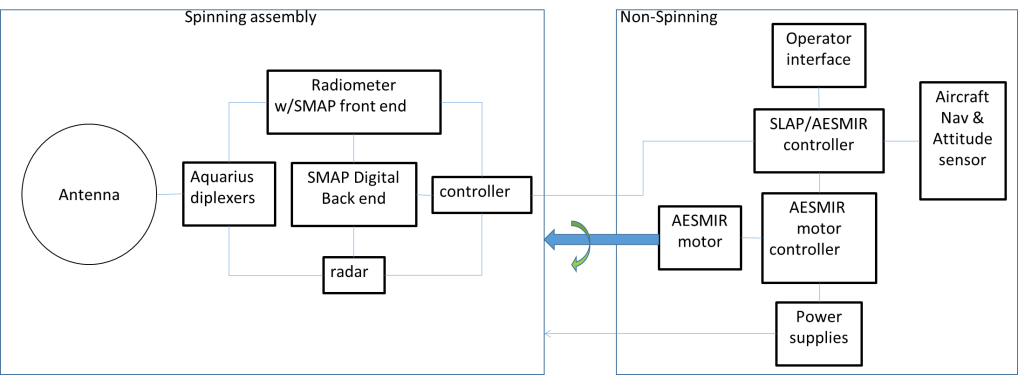 Spinning assembly
Non-Spinning
Operator
interface
Radiometer
w/SMAP front end
Aircraft
Nav &
Attitude
sensor
SLAP/AESMIR
controller
Antenna
Aquarius
diplexers
SMAP Digital
Back end
controller
AESMIR
motor
AESMIR
motor
controller
radar
Power
supplies